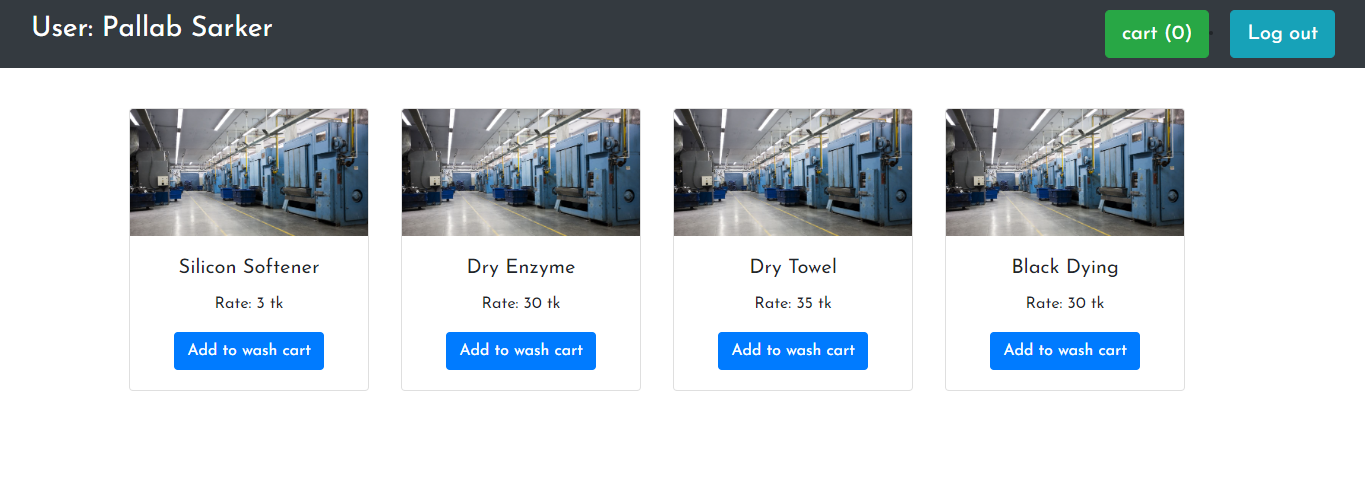 User: Pallab Sarker
cart (0)
Log out
Silicon Softener
Rate: 3 tk
Add to wash cart
Dry Enzyme
Rate: 30 tk
Add to wash cart
Dry Towel
Rate: 35 tk
Add to wash cart
Black Dying
Rate: 30 tk
Add to wash cart